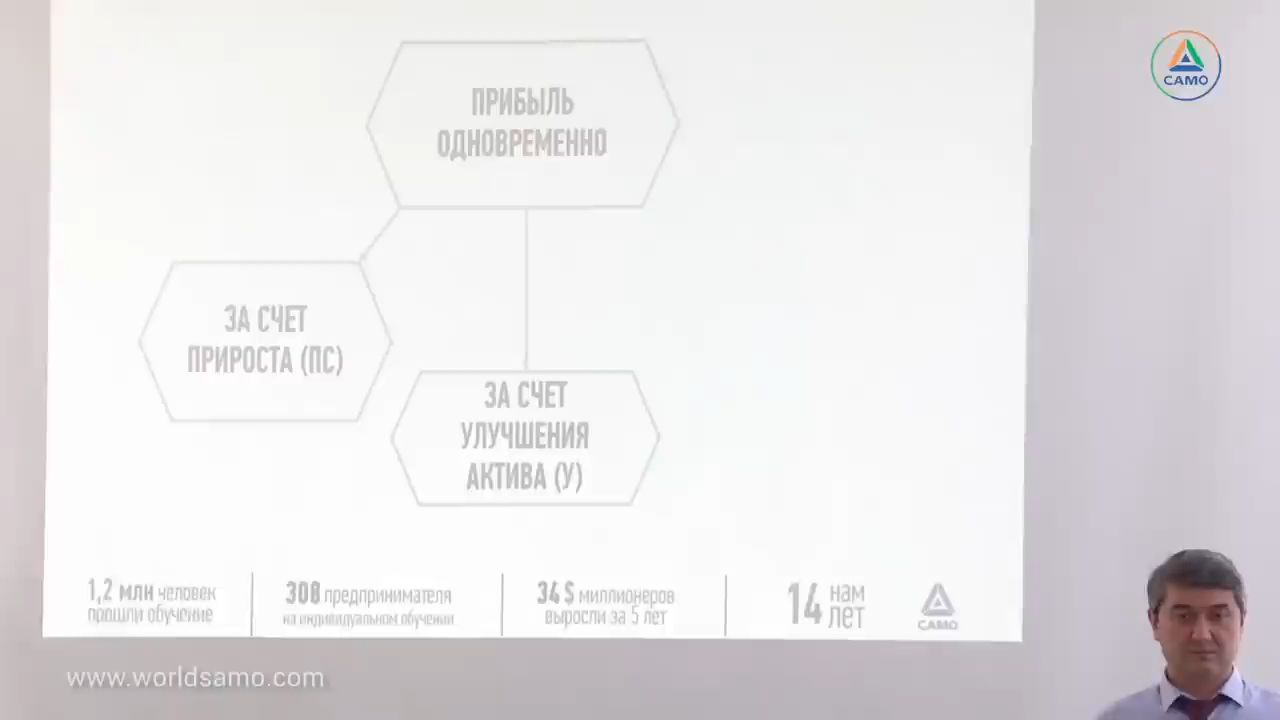 САМО
ПРИБЫЛЬ
ОДНОВРЕМЕННО
ЗА СЧЕТ
ПРИРОСТА (ПС)
ЗА СЧЕТ
УЛУЧШЕНИЯ
АКТИВА (У)
1,2 млн человек
прошли обучение
308 предпринимателя
на индивидуальном обучении
34 $ миллионеров
выросли за 5 лет
14 нам
лет
САМО
www.worldsamo.com